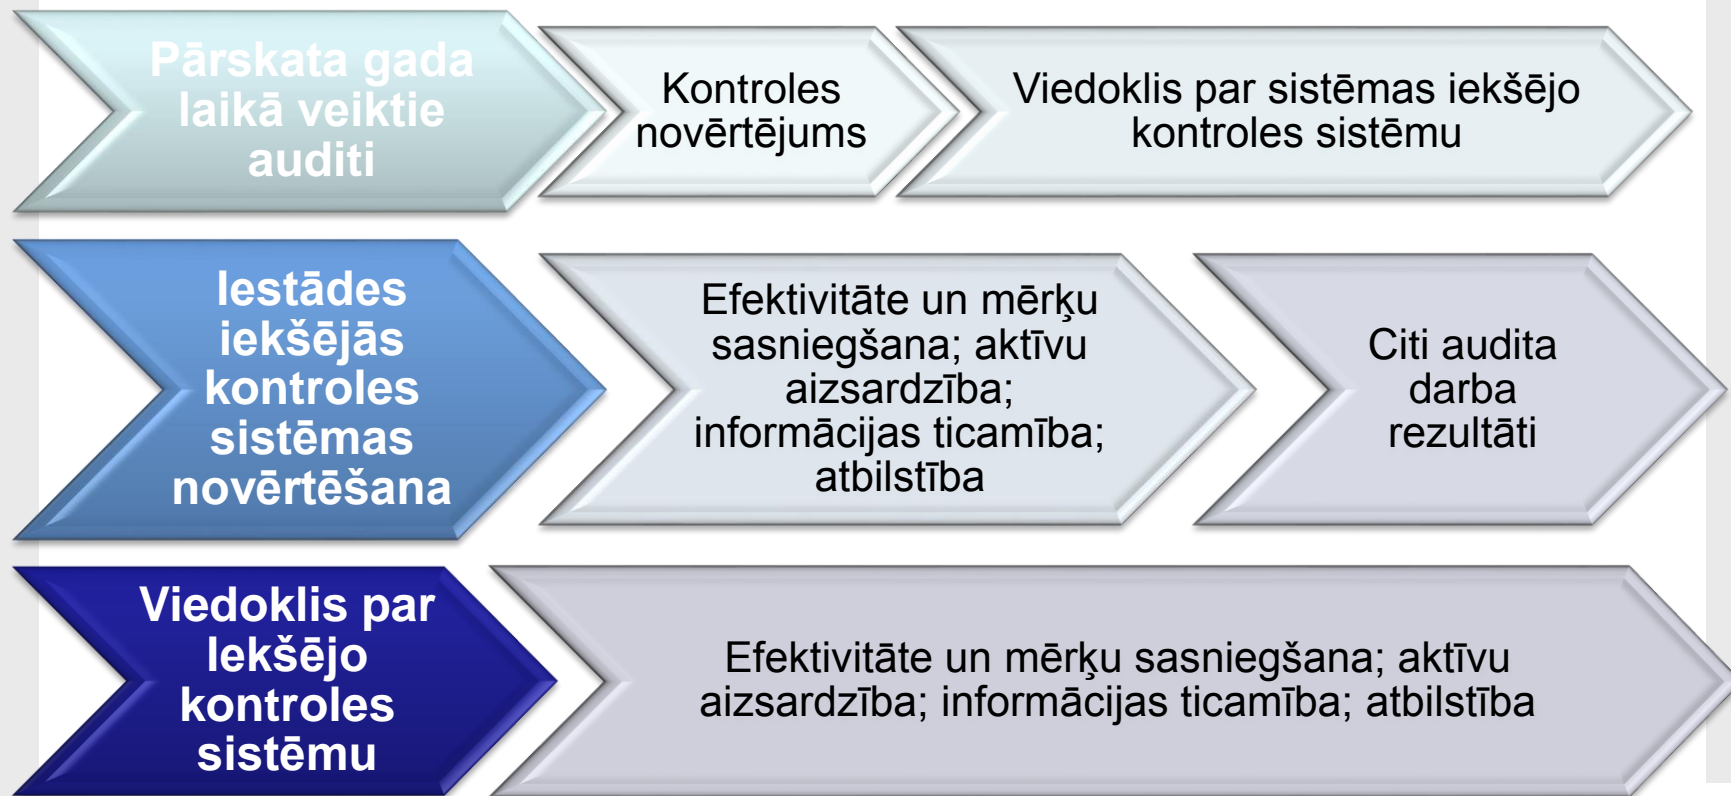 Pārskata gada
laikā veiktie
auditi
Kontroles
novērtējums
Viedoklis par sistēmas iekšējo
kontroles sistēmu
Iestādes
iekšējās
kontroles
sistēmas
novērtēšana
Efektivitāte un mērķu
sasniegšana; aktīvu
aizsardzība;
informācijas ticamība;
atbilstība
Citi audita
darba
rezultāti
Viedoklis par
Iekšējo
kontroles
sistēmu
Efektivitāte un mērķu sasniegšana; aktīvu
aizsardzība; informācijas ticamība; atbilstība